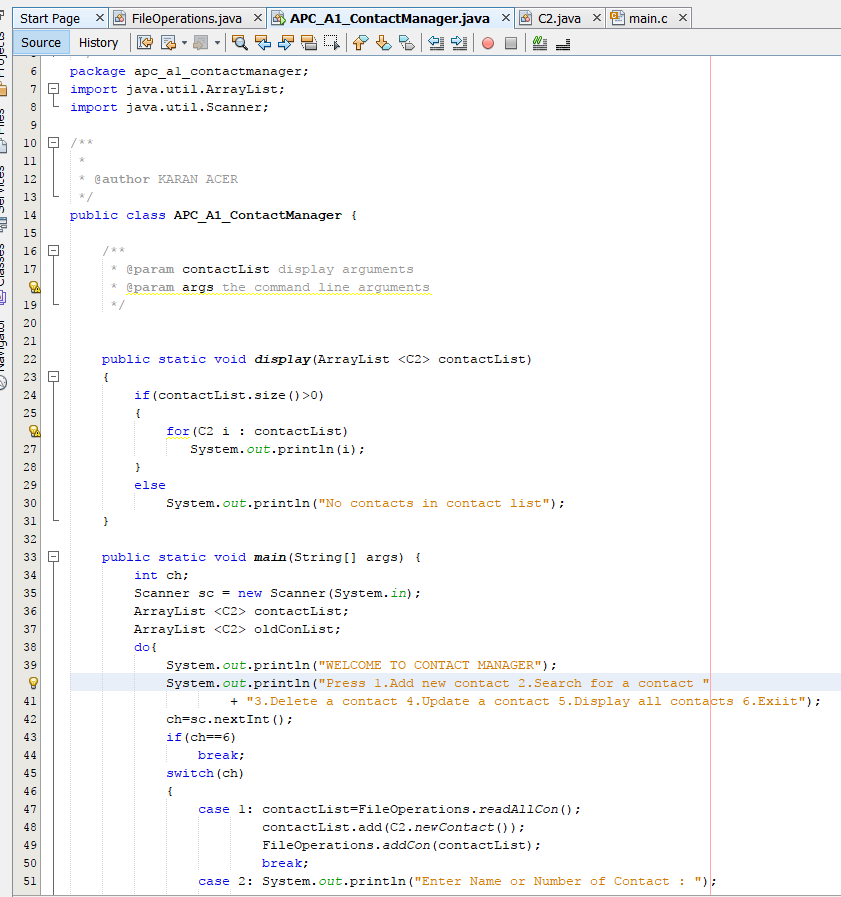 Start Page FileOperations.java APC_A1_ContactManager.java C2.java main.c
Source History
Projects
Files
Services
Classes
Navigator
6 package apc_a1_contactmanager;
7 import java.util.ArrayList;
8 import java.util.Scanner;
9
10 /**
11 *
12 * @author KARAN ACER
13 */
14 public class APC_A1_ContactManager {
15
16 /**
17 * @param contactList display arguments
* @param args the command line arguments
19 */
20
21
22 public static void display(ArrayList <C2> contactList)
23 {
24 if(contactList.size()>0)
25 {
for(C2 i : contactList)
27 System.out.println(i);
28 }
29 else
30 System.out.println("No contacts in contact list");
31 }
32
33 public static void main(String[] args) {
34 int ch;
35 Scanner sc = new Scanner(System.in);
36 ArrayList <C2> contactList;
37 ArrayList <C2> oldConList;
38 do{
39 System.out.println("WELCOME TO CONTACT MANAGER");
System.out.println("Press 1.Add new contact 2.Search for a contact "
41 + "3.Delete a contact 4.Update a contact 5.Display all contacts 6.Exiit");
42 ch=sc.nextInt();
43 if(ch==6)
44 break;
45 switch(ch)
46 {
47 case 1: contactList=FileOperations.readAllCon();
48 contactList.add(C2.newContact());
49 FileOperations.addCon(contactList);
50 break;
51 case 2: System.out.println("Enter Name or Number of Contact : ");